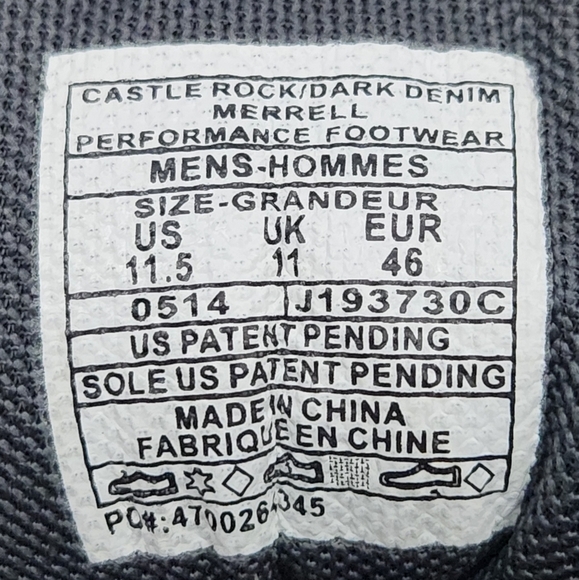 CASTLE ROCK/DARK DENIM
MERRELL
PERFORMANCE FOOTWEAR
MENS-HOMMES
SIZE-GRANDEUR
US UK EUR
11.5 11 46
0514 J193730C
US PATENT PENDING
SOLE US PATENT PENDING
MADE IN CHINA
FABRIQUE EN CHINE